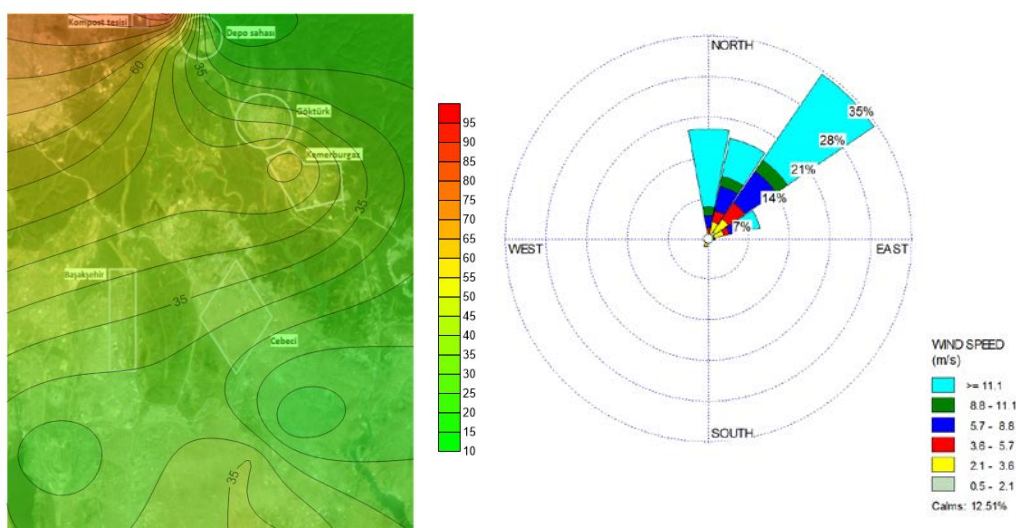 Kompost tesisi
Depo sahası
60
35
Göktürk
Kemerburgaz
35
Başakşehir
35
Cebeci
35
95
90
85
80
75
70
65
60
55
50
45
40
35
30
25
20
15
10
NORTH
35%
28%
21%
14%
7%
WEST
EAST
SOUTH
WIND SPEED
(m/s)
>= 11.1
8.8 - 11.1
5.7 - 8.8
3.6 - 5.7
2.1 - 3.6
0.5 - 2.1
Calms: 12.51%